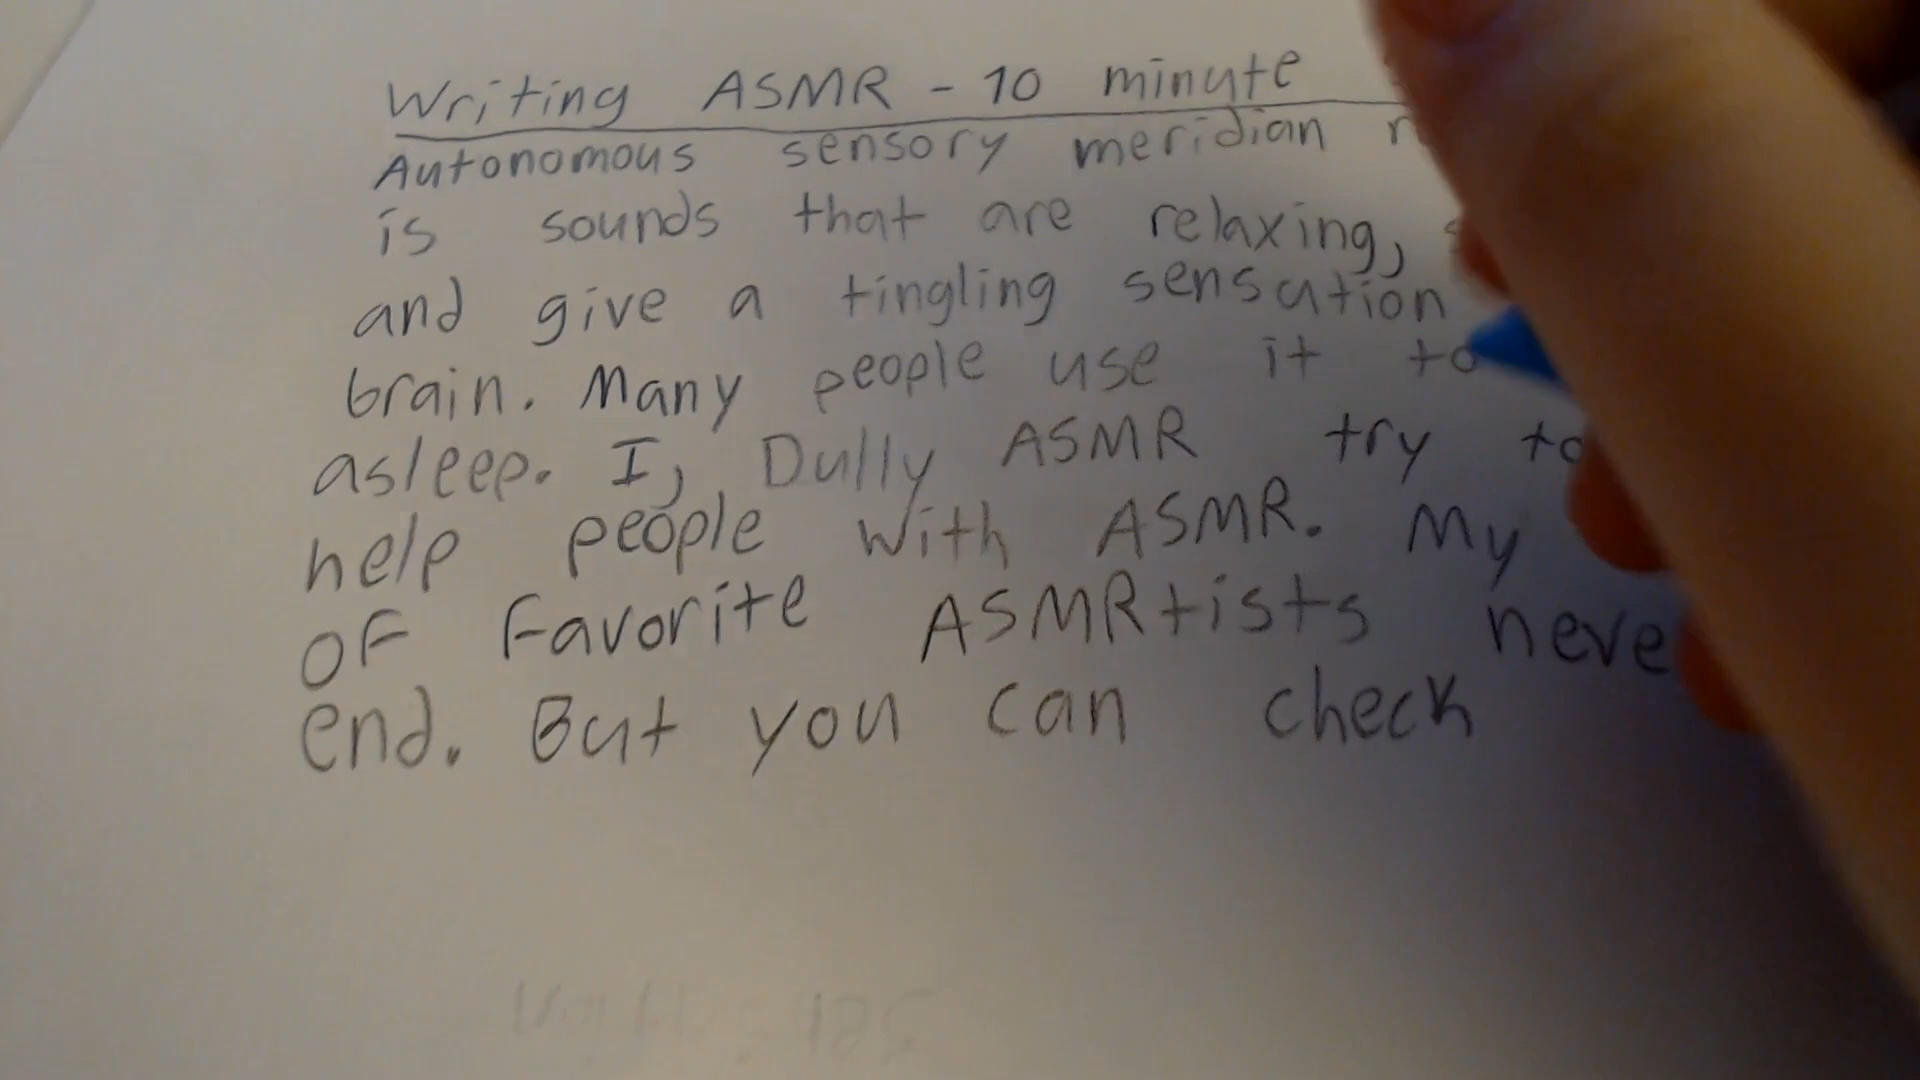 Writing ASMR - 10 minute
Autonomous sensory meridian
is sounds that are relaxing,
and give a tingling sensation
brain. Many people use it to
asleep. I, Dully ASMR try to
help people with ASMR. My
of favorite ASMRtists neve
end. But you can check